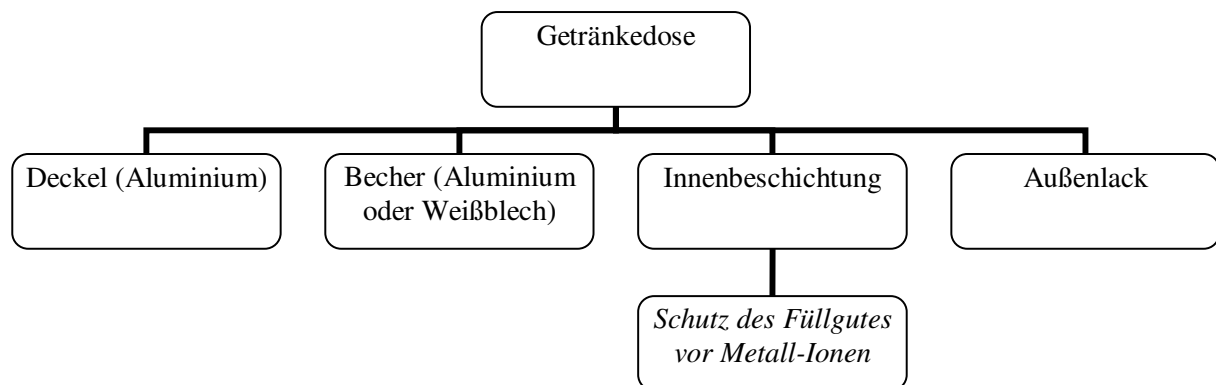 Getränkedose
Deckel (Aluminium)
Becher (Aluminium
oder Weißblech)
Innenbeschichtung
Außenlack
Schutz des Füllgutes
vor Metall-Ionen